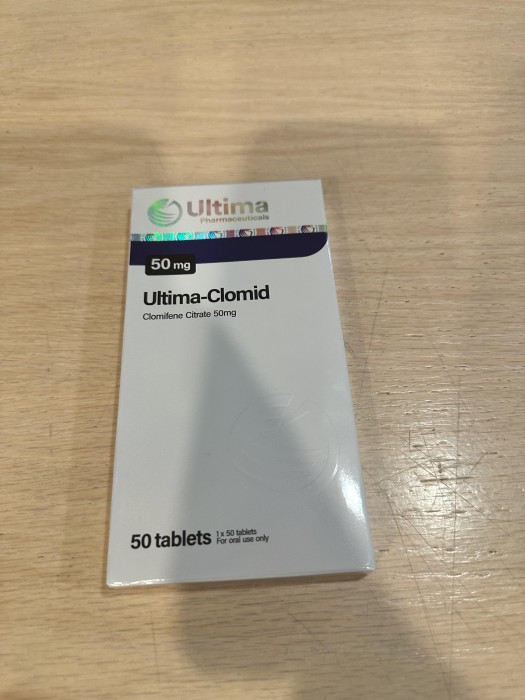 Ultima
Pharmaceuticals
50 mg
Ultima-Clomid
Clomifene Citrate 50mg
50 tablets
1 x 50 tablets
For oral use only